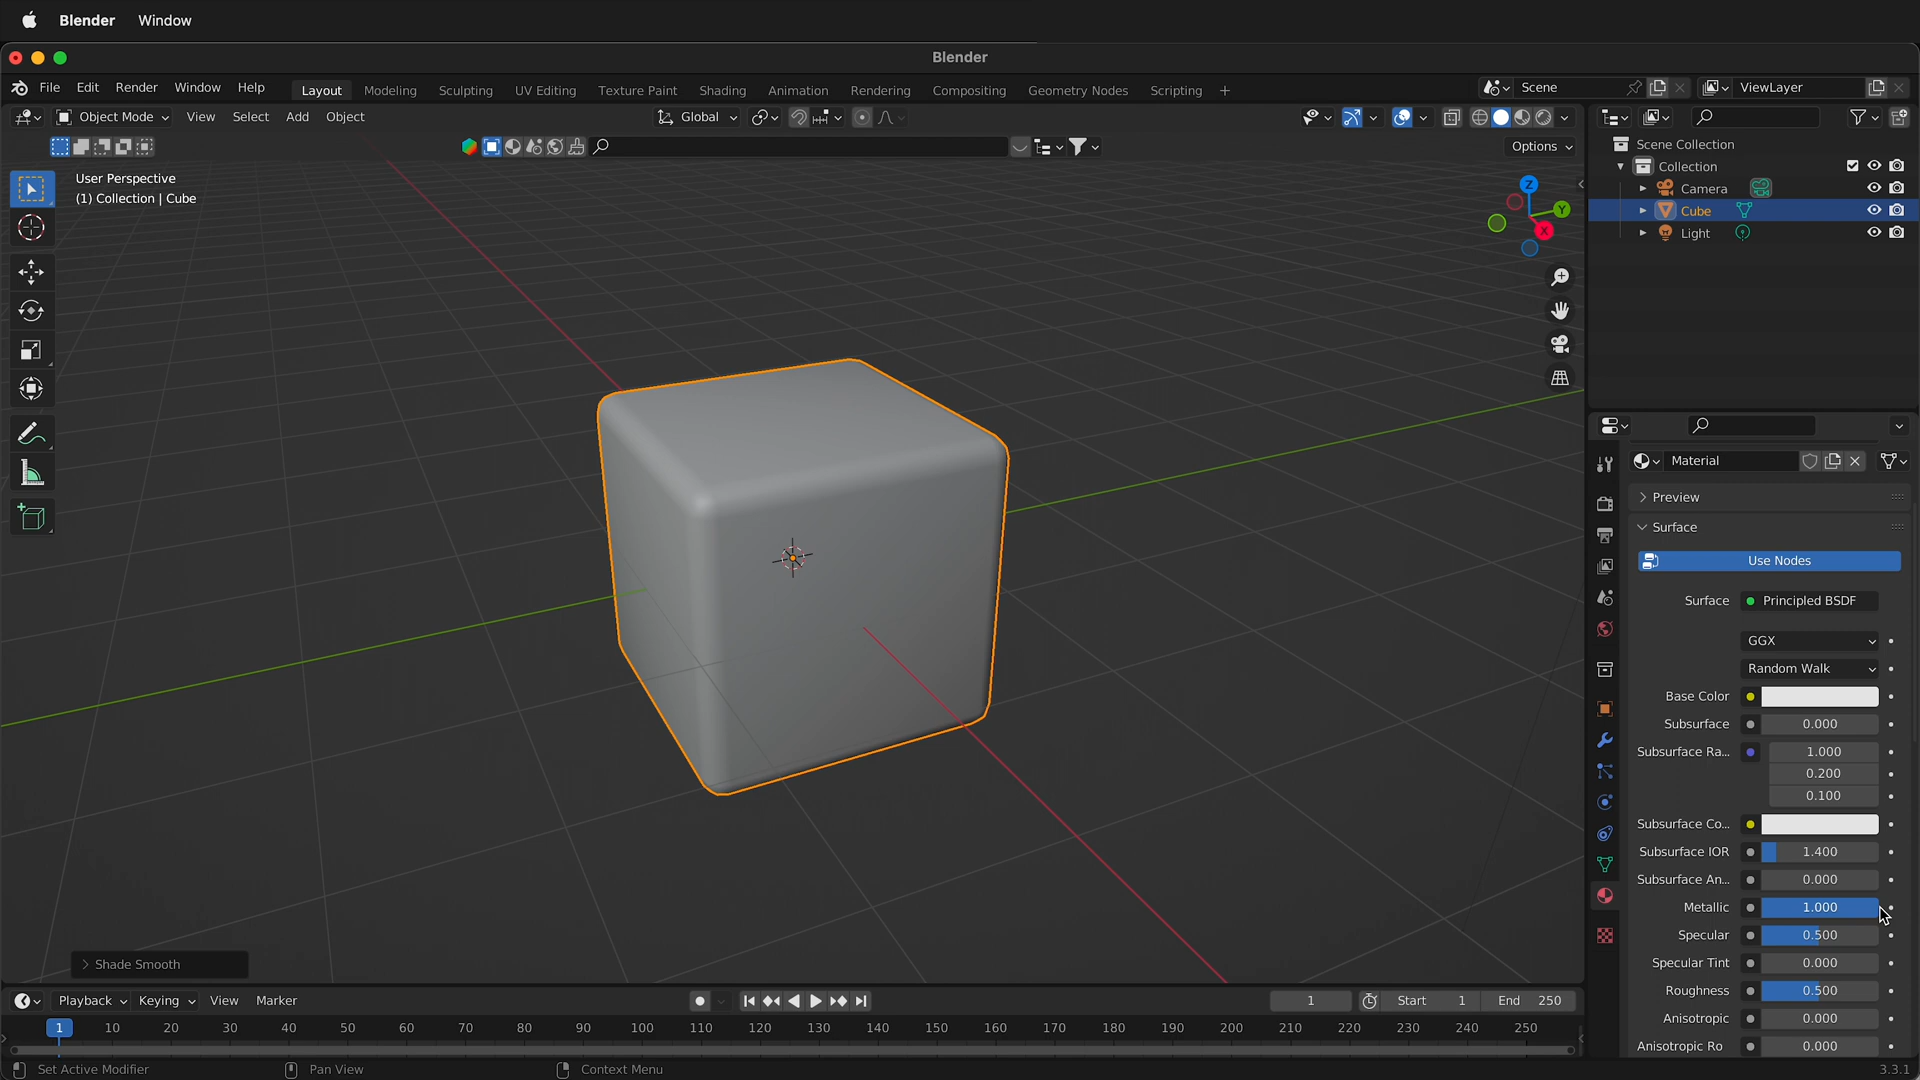 Blender Window
Blender
File Edit Render Window Help Layout Modeling Sculpting UV Editing Texture Paint Shading Animation Rendering Compositing Geometry Nodes Scripting + Scene ViewLayer
Object Mode View Select Add Object Global
Options
User Perspective
(1) Collection | Cube
Z
Y
X
Scene Collection
Collection
Camera
Cube
Light
Material
Preview
Surface
Use Nodes
Surface Principled BSDF
GGX
Random Walk
Base Color
Subsurface 0.000
Subsurface Ra... 1.000
0.200
0.100
Subsurface Co...
Subsurface IOR 1.400
Subsurface An... 0.000
Metallic 1.000
Specular 0.500
Specular Tint 0.000
Roughness 0.500
Anisotropic 0.000
Anisotropic Ro 0.000
Shade Smooth
Playback Keying View Marker 1 Start 1 End 250
1 10 20 30 40 50 60 70 80 90 100 110 120 130 140 150 160 170 180 190 200 210 220 230 240 250
Set Active Modifier Pan View Context Menu 3.3.1